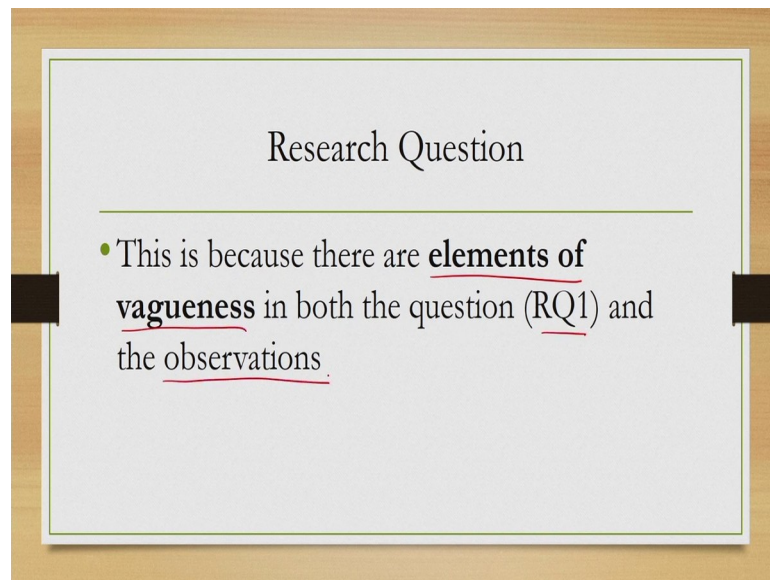 Research Question
• This is because there are elements of
vagueness in both the question (RQ1) and
the observations